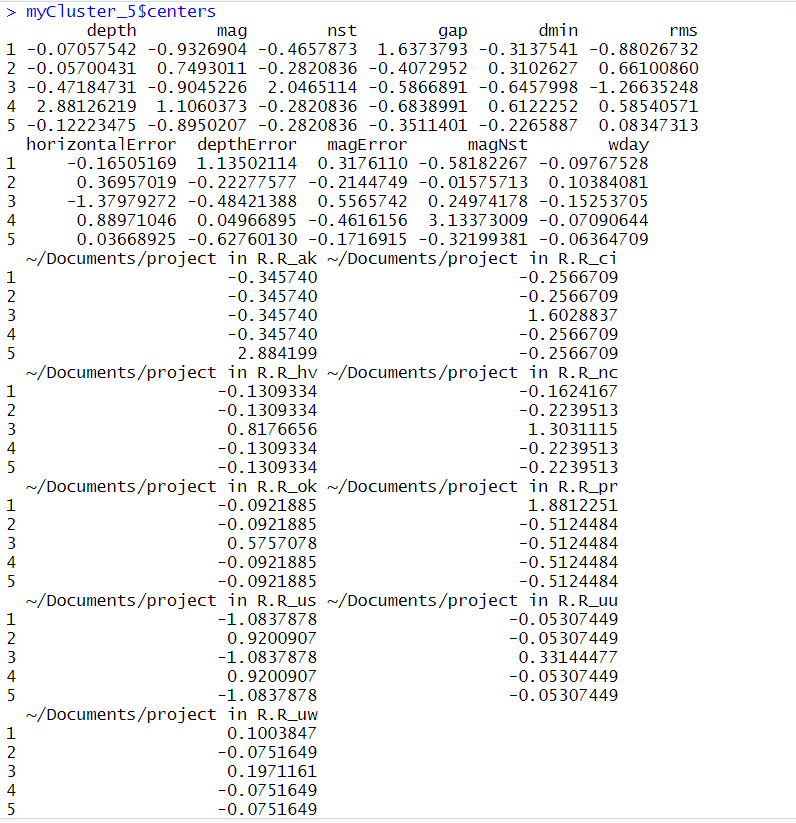 > myCluster_5$centers
depth mag nst gap dmin rms
1 -0.07057542 -0.9326904 -0.4657873 1.6373793 -0.3137541 -0.88026732
2 -0.05700431 0.7493011 -0.2820836 -0.4072952 0.3102627 0.66100860
3 -0.47184731 -0.9045226 2.0465114 -0.5866891 -0.6457998 -1.26635248
4 2.88126219 1.1060373 -0.2820836 -0.6839991 0.6122252 0.58540571
5 -0.12223475 -0.8950207 -0.2820836 -0.3511401 -0.2265887 0.08347313
horizontalError depthError magError magNst wday
1 -0.16505169 1.13502114 0.3176110 -0.58182267 -0.09767528
2 0.36957019 -0.22277577 -0.2144749 -0.01575713 0.10384081
3 -1.37979272 -0.48421388 0.5565742 0.24974178 -0.15253705
4 0.88971046 0.04966895 -0.4616156 3.13373009 -0.07090644
5 0.03668925 -0.62760130 -0.1716915 -0.32199381 -0.06364709
~/Documents/project in R.R_ak ~/Documents/project in R.R_ci
1 -0.345740 -0.2566709
2 -0.345740 -0.2566709
3 -0.345740 1.6028837
4 -0.345740 -0.2566709
5 2.884199 -0.2566709
~/Documents/project in R.R_hv ~/Documents/project in R.R_nc
1 -0.1309334 -0.1624167
2 -0.1309334 -0.2239513
3 0.8176656 1.3031115
4 -0.1309334 -0.2239513
5 -0.1309334 -0.2239513
~/Documents/project in R.R_ok ~/Documents/project in R.R_pr
1 -0.0921885 1.8812251
2 -0.0921885 -0.5124484
3 0.5757078 -0.5124484
4 -0.0921885 -0.5124484
5 -0.0921885 -0.5124484
~/Documents/project in R.R_us ~/Documents/project in R.R_uu
1 -1.0837878 -0.05307449
2 0.9200907 -0.05307449
3 -1.0837878 0.33144477
4 0.9200907 -0.05307449
5 -1.0837878 -0.05307449
~/Documents/project in R.R_uw
1 0.1003847
2 -0.0751649
3 0.1971161
4 -0.0751649
5 -0.0751649